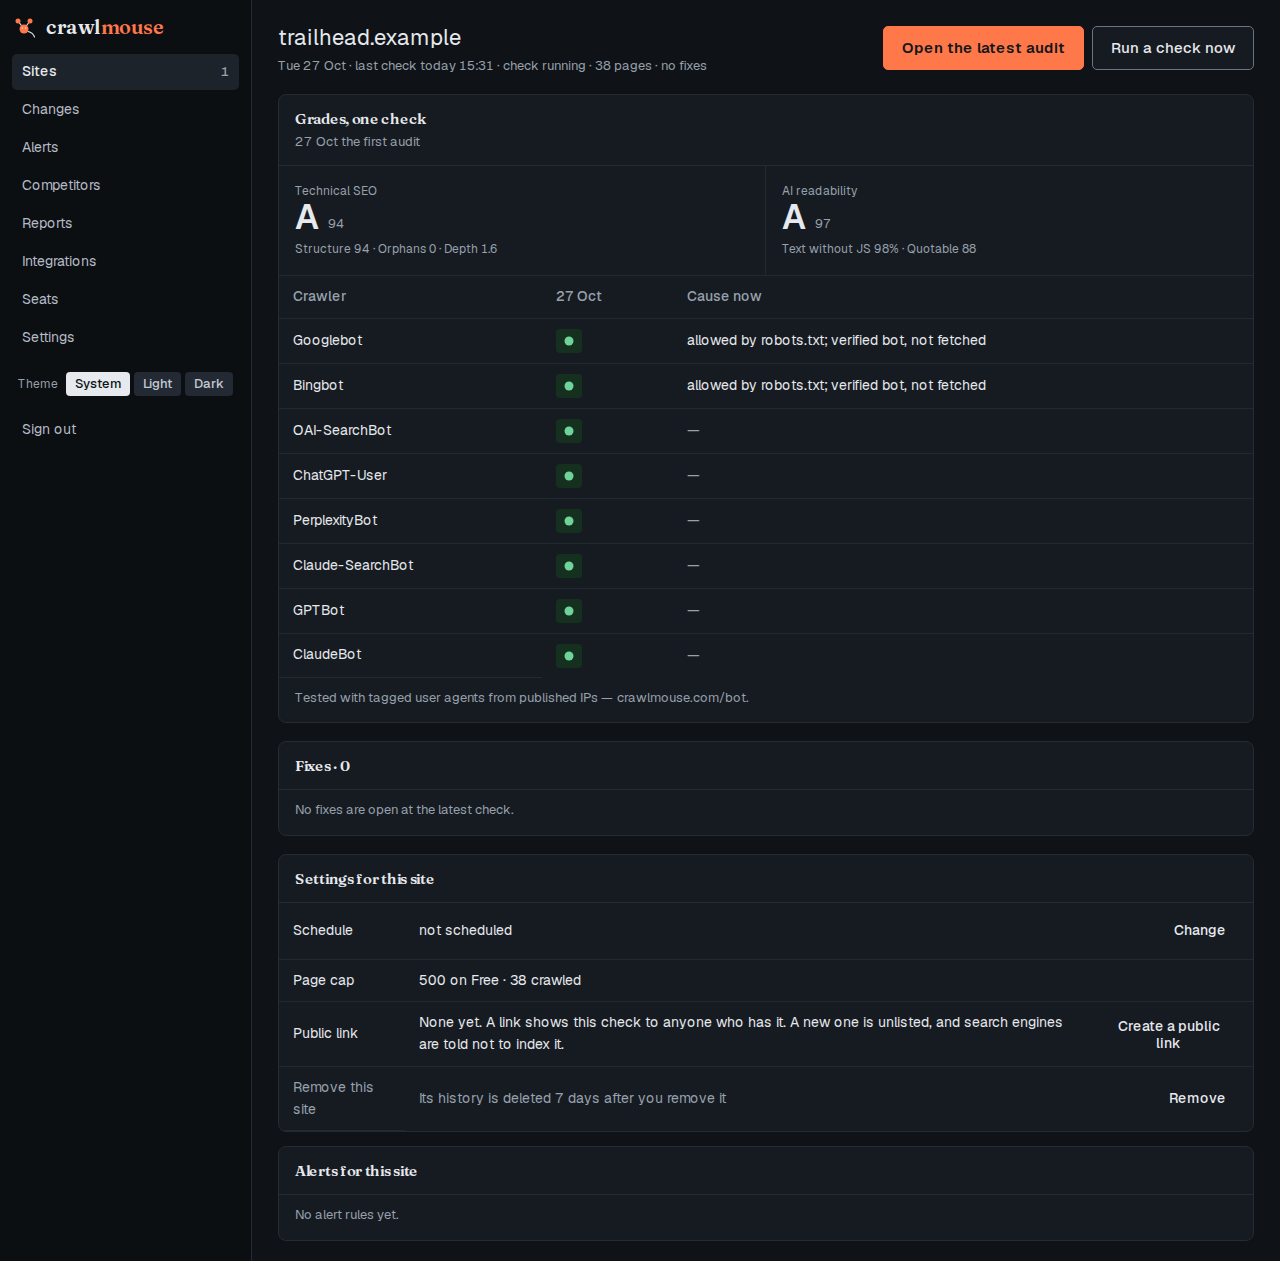 crawlmouse
Sites 1
Changes
Alerts
Competitors
Reports
Integrations
Seats
Settings
Theme System Light Dark
Sign out
trailhead.example
Tue 27 Oct · last check today 15:31 · check running · 38 pages · no fixes
Open the latest audit
Run a check now
Grades, one check
27 Oct the first audit
Technical SEO
A 94
Structure 94 · Orphans 0 · Depth 1.6
AI readability
A 97
Text without JS 98% · Quotable 88
Crawler 27 Oct Cause now
Googlebot allowed by robots.txt; verified bot, not fetched
Bingbot allowed by robots.txt; verified bot, not fetched
OAI-SearchBot —
ChatGPT-User —
PerplexityBot —
Claude-SearchBot —
GPTBot —
ClaudeBot —
Tested with tagged user agents from published IPs — crawlmouse.com/bot.
Fixes · 0
No fixes are open at the latest check.
Settings for this site
Schedule not scheduled Change
Page cap 500 on Free · 38 crawled
Public link
None yet. A link shows this check to anyone who has it. A new one is unlisted, and search engines
are told not to index it.
Create a public
link
Remove this
site
Its history is deleted 7 days after you remove it
Remove
Alerts for this site
No alert rules yet.